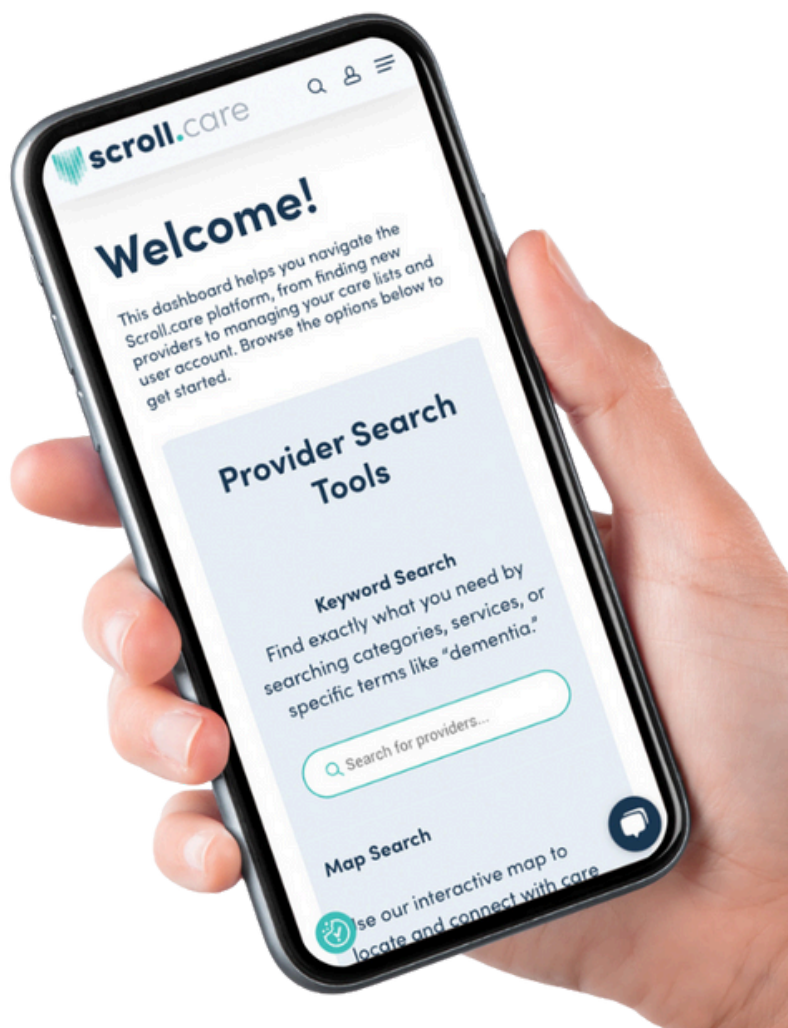 scroll.care
Welcome!
This dashboard helps you navigate the
Scroll.care platform, from finding new
providers to managing your care lists and
user account. Browse the options below to
get started.
Provider Search
Tools
Keyword Search
Find exactly what you need by
searching categories, services, or
specific terms like “dementia.”
Search for providers...
Map Search
se our interactive map to
locate and connect with care